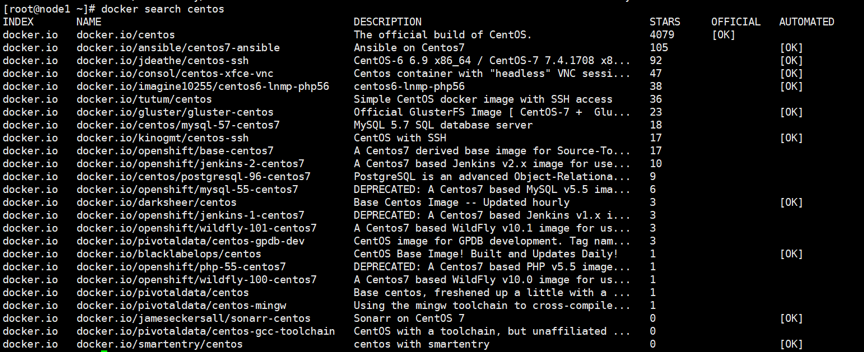 [root@node1 ~]# docker search centos
INDEX NAME DESCRIPTION STARS OFFICIAL AUTOMATED
docker.io docker.io/centos The official build of CentOS. 4079 [OK]
docker.io docker.io/ansible/centos7-ansible Ansible on Centos7 105 [OK]
docker.io docker.io/jdeathe/centos-ssh CentOS-6 6.9 x86_64 / CentOS-7 7.4.1708 x8... 92 [OK]
docker.io docker.io/consol/centos-xfce-vnc Centos container with "headless" VNC sessi... 47 [OK]
docker.io docker.io/imagine10255/centos6-lnmp-php56 centos6-lnmp-php56 38 [OK]
docker.io docker.io/tutum/centos Simple CentOS docker image with SSH access 36
docker.io docker.io/gluster/gluster-centos Official GlusterFS Image [ CentOS-7 + Glu... 23 [OK]
docker.io docker.io/centos/mysql-57-centos7 MySQL 5.7 SQL database server 18
docker.io docker.io/kinogmt/centos-ssh CentOS with SSH 17 [OK]
docker.io docker.io/openshift/base-centos7 A Centos7 derived base image for Source-To... 17
docker.io docker.io/openshift/jenkins-2-centos7 A Centos7 based Jenkins v2.x image for use... 10
docker.io docker.io/centos/postgresql-96-centos7 PostgreSQL is an advanced Object-Relationa... 9
docker.io docker.io/openshift/mysql-55-centos7 DEPRECATED: A Centos7 based MySQL v5.5 ima... 6
docker.io docker.io/darksheer/centos Base Centos Image -- Updated hourly 3 [OK]
docker.io docker.io/openshift/jenkins-1-centos7 DEPRECATED: A Centos7 based Jenkins v1.x i... 3
docker.io docker.io/openshift/wildfly-101-centos7 A Centos7 based WildFly v10.1 image for us... 3
docker.io docker.io/pivotaldata/centos-gpdb-dev CentOS image for GPDB development. Tag nam... 3
docker.io docker.io/blacklabelops/centos CentOS Base Image! Built and Updates Daily! 1 [OK]
docker.io docker.io/openshift/php-55-centos7 DEPRECATED: A Centos7 based PHP v5.5 image... 1
docker.io docker.io/openshift/wildfly-100-centos7 A Centos7 based WildFly v10.0 image for us... 1
docker.io docker.io/pivotaldata/centos Base centos, freshened up a little with a ... 1
docker.io docker.io/pivotaldata/centos-mingw Using the mingw toolchain to cross-compile... 1
docker.io docker.io/jameseckersall/sonarr-centos Sonarr on CentOS 7 0 [OK]
docker.io docker.io/pivotaldata/centos-gcc-toolchain CentOS with a toolchain, but unaffiliated ... 0
docker.io docker.io/smartentry/centos centos with smartentry 0 [OK]